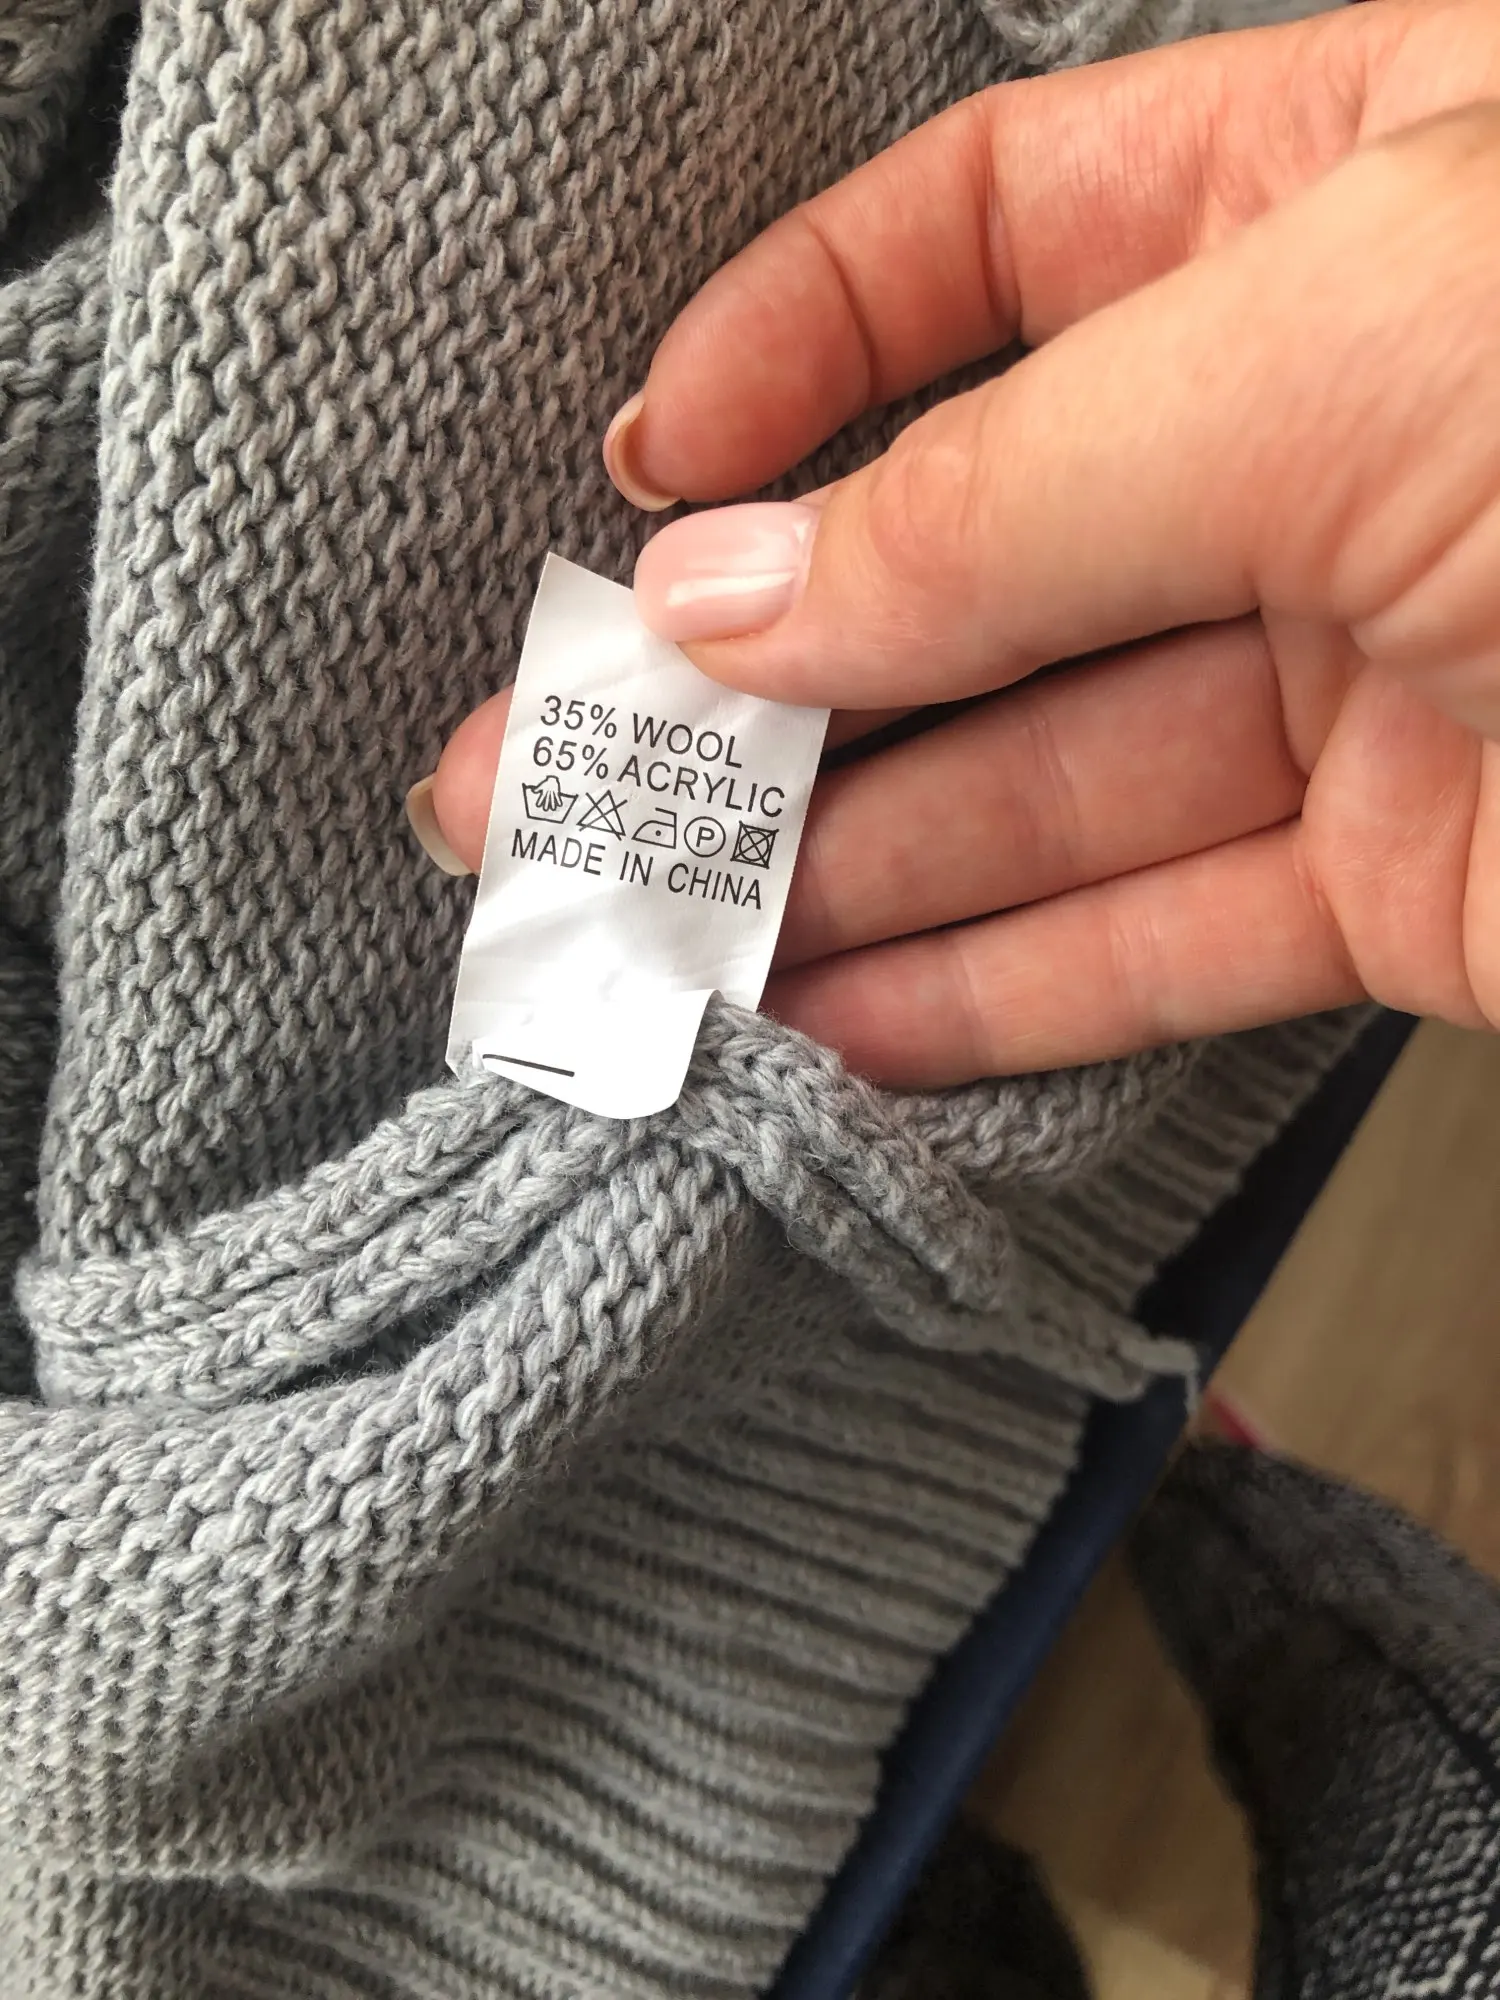 35% WOOL
65% ACRYLIC
P
MADE IN CHINA